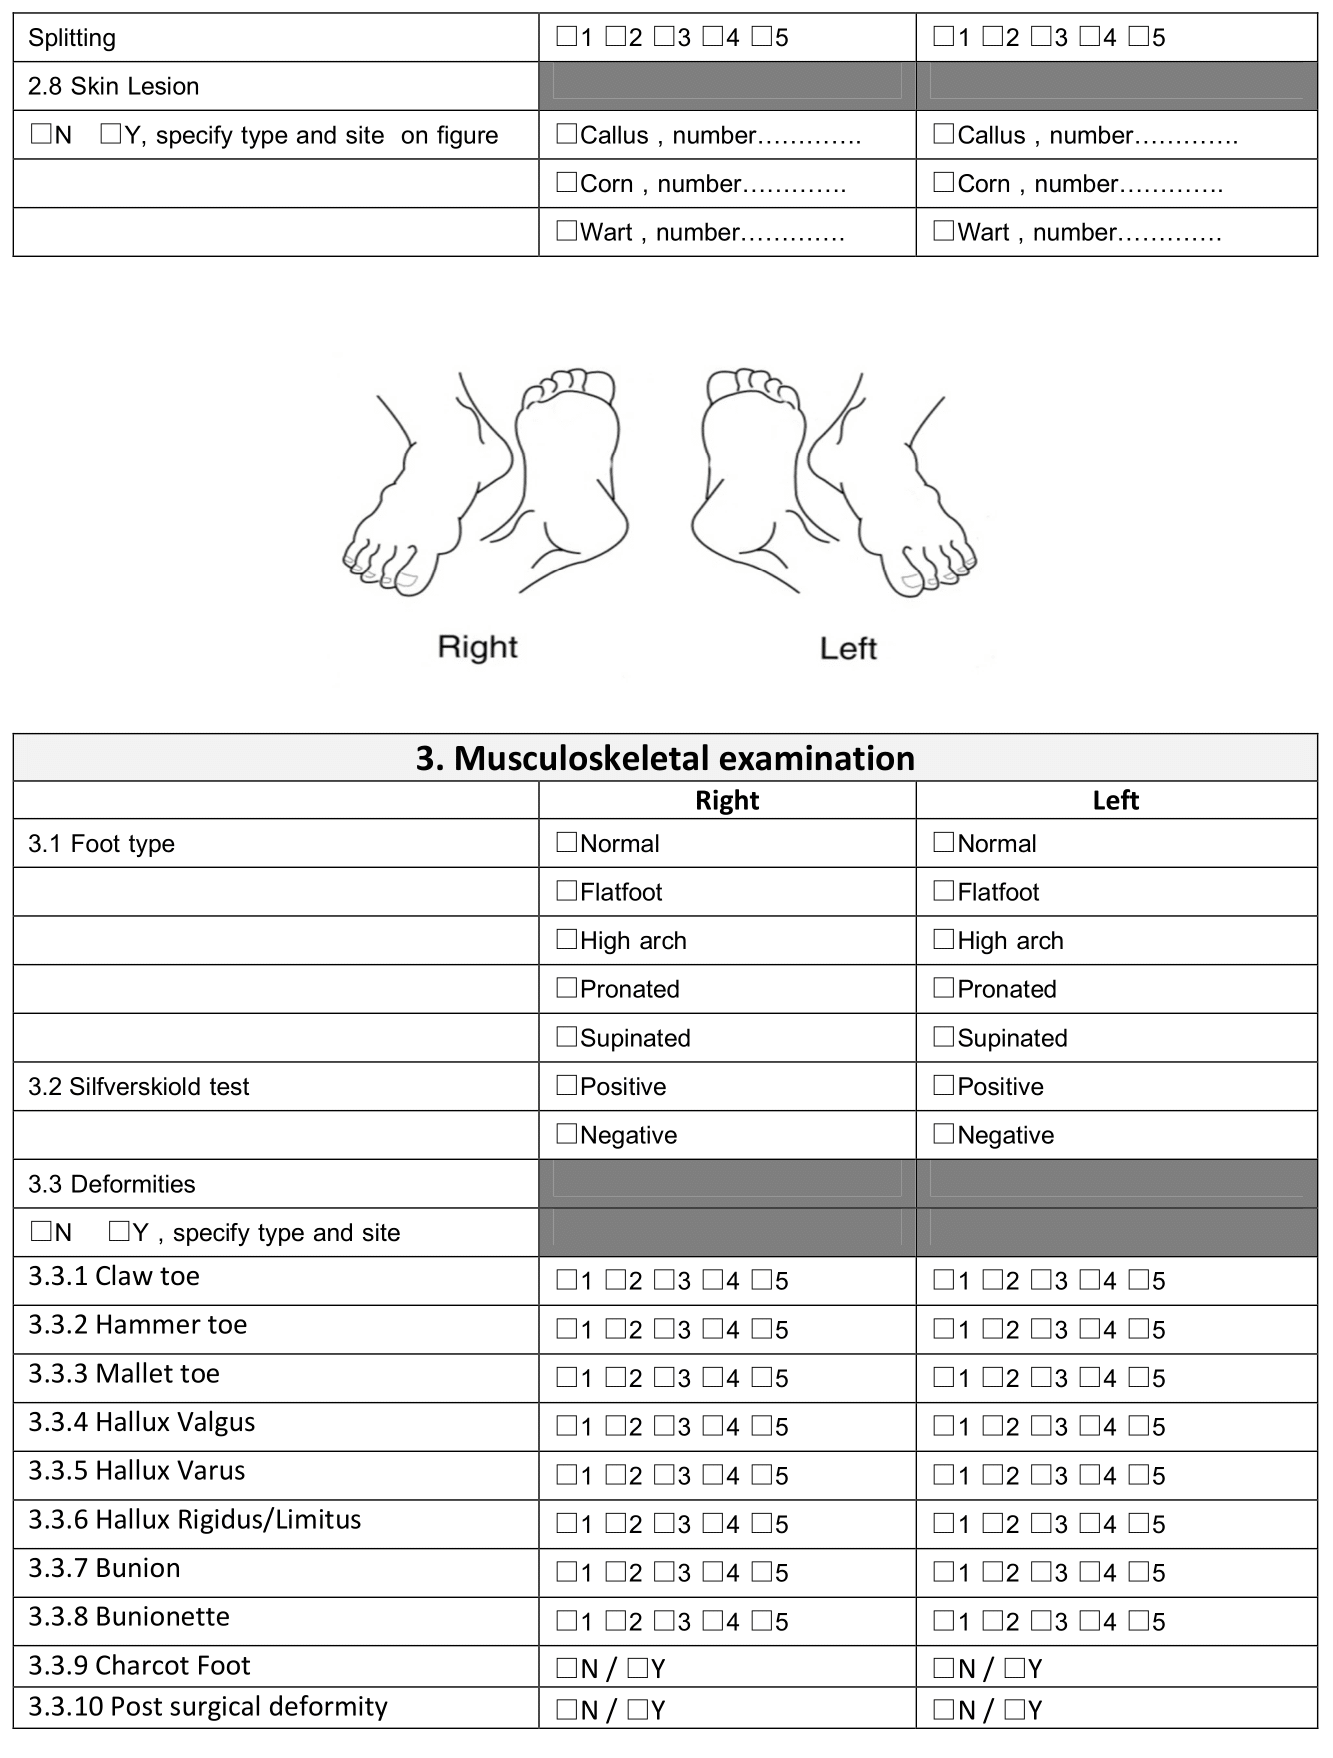 Splitting ☐1 ☐2 ☐3 ☐4 ☐5 ☐1 ☐2 ☐3 ☐4 ☐5
2.8 Skin Lesion
☐N ☐Y, specify type and site on figure ☐Callus , number…………. ☐Callus , number………….
☐Corn , number…………. ☐Corn , number………….
☐Wart , number…………. ☐Wart , number………….
Right Left
3. Musculoskeletal examination
Right Left
3.1 Foot type ☐Normal ☐Normal
☐Flatfoot ☐Flatfoot
☐High arch ☐High arch
☐Pronated ☐Pronated
☐Supinated ☐Supinated
3.2 Silfverskiold test ☐Positive ☐Positive
☐Negative ☐Negative
3.3 Deformities
☐N ☐Y , specify type and site
3.3.1 Claw toe ☐1 ☐2 ☐3 ☐4 ☐5 ☐1 ☐2 ☐3 ☐4 ☐5
3.3.2 Hammer toe ☐1 ☐2 ☐3 ☐4 ☐5 ☐1 ☐2 ☐3 ☐4 ☐5
3.3.3 Mallet toe ☐1 ☐2 ☐3 ☐4 ☐5 ☐1 ☐2 ☐3 ☐4 ☐5
3.3.4 Hallux Valgus ☐1 ☐2 ☐3 ☐4 ☐5 ☐1 ☐2 ☐3 ☐4 ☐5
3.3.5 Hallux Varus ☐1 ☐2 ☐3 ☐4 ☐5 ☐1 ☐2 ☐3 ☐4 ☐5
3.3.6 Hallux Rigidus/Limitus ☐1 ☐2 ☐3 ☐4 ☐5 ☐1 ☐2 ☐3 ☐4 ☐5
3.3.7 Bunion ☐1 ☐2 ☐3 ☐4 ☐5 ☐1 ☐2 ☐3 ☐4 ☐5
3.3.8 Bunionette ☐1 ☐2 ☐3 ☐4 ☐5 ☐1 ☐2 ☐3 ☐4 ☐5
3.3.9 Charcot Foot ☐N / ☐Y ☐N / ☐Y
3.3.10 Post surgical deformity ☐N / ☐Y ☐N / ☐Y